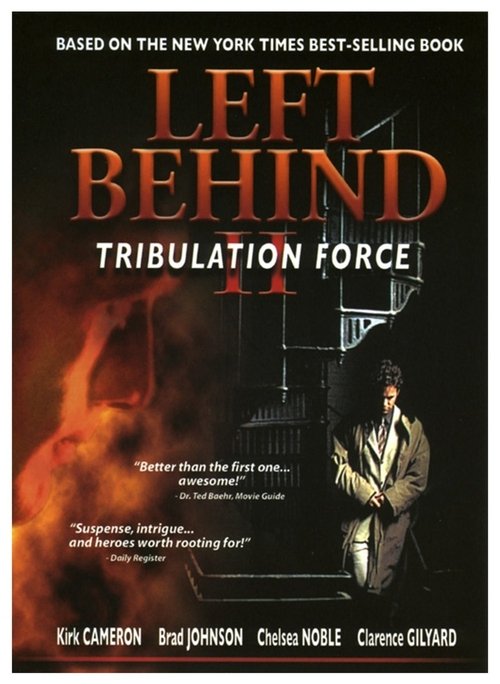 BASED ON THE NEW YORK TIMES BEST-SELLING BOOK
LEFT
BEHIND
II
TRIBULATION FORCE
"Better than the first one...
awesome!"
- Dr. Ted Baehr, Movie Guide
"Suspense, intrigue...
and heroes worth rooting for!"
- Daily Register
Kirk CAMERON Brad JOHNSON Chelsea NOBLE Clarence GILYARD